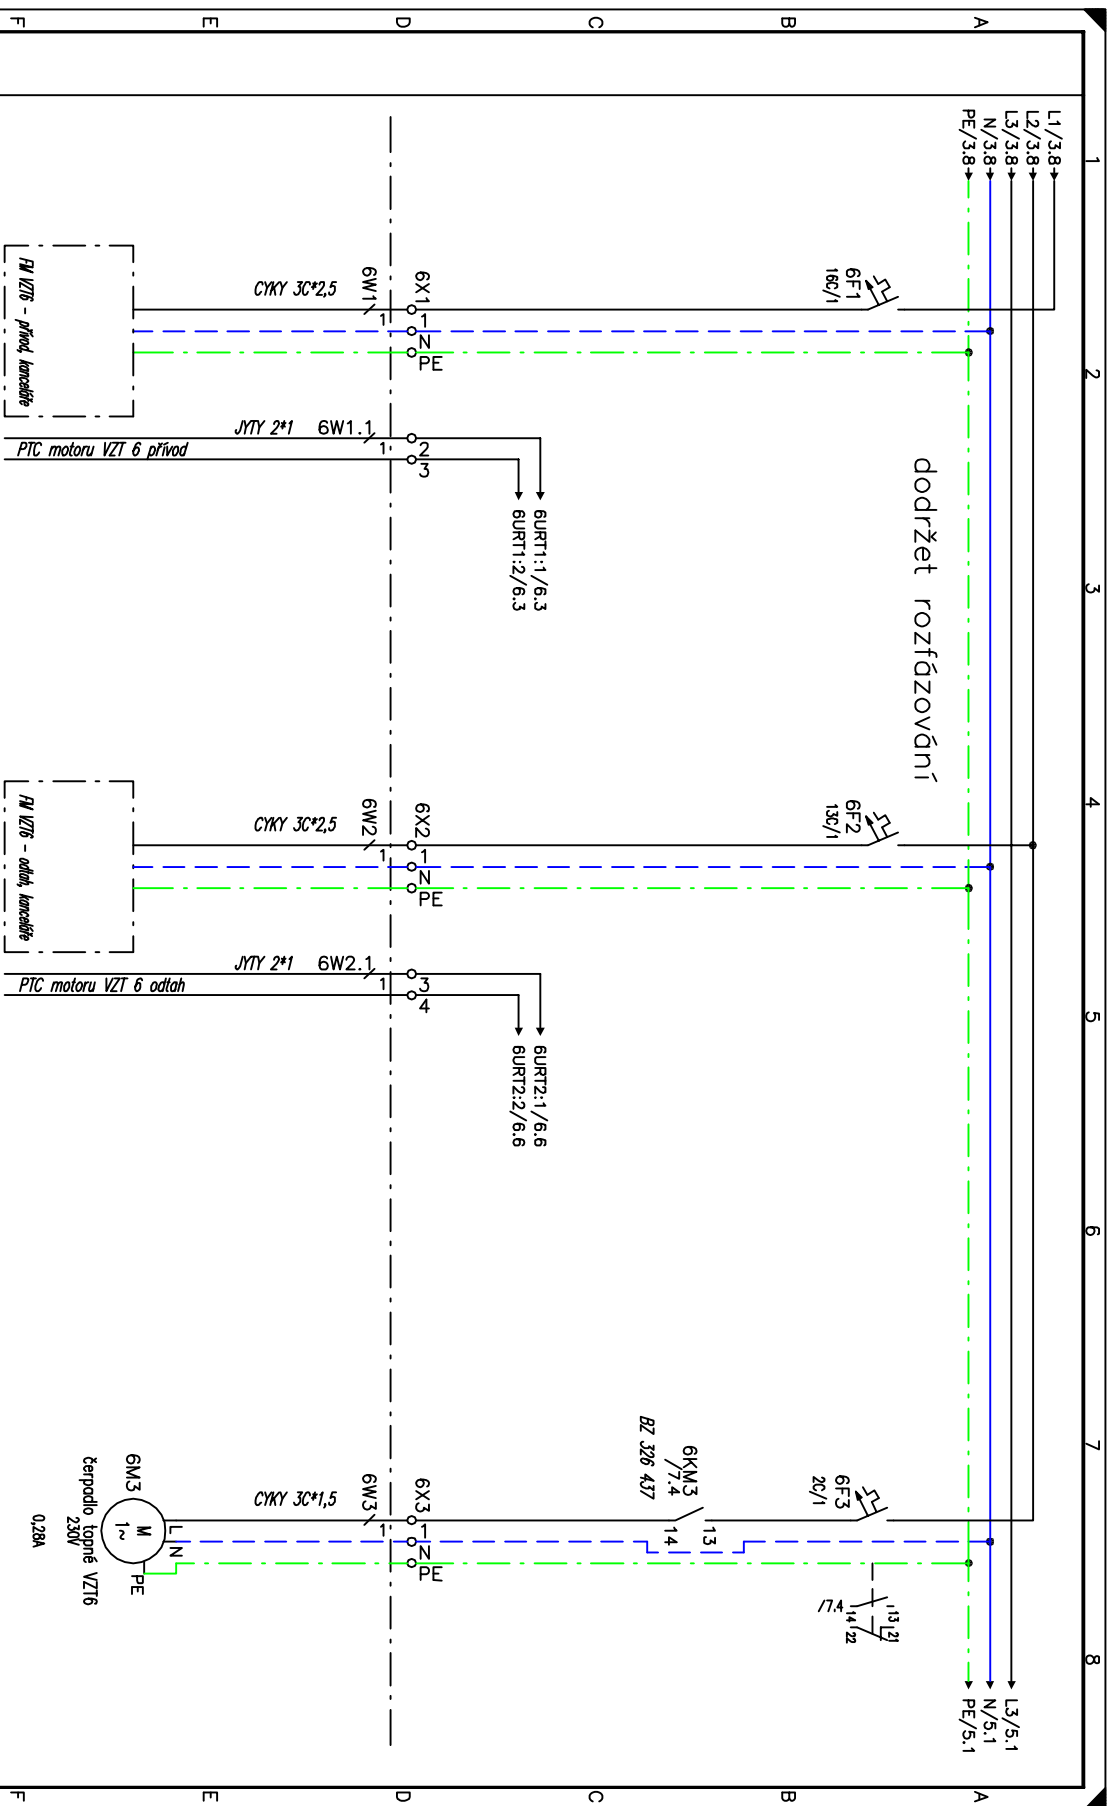 1
2
3
4
5
6
7
8
A
B
C
D
E
F
A
B
C
D
E
F
L1/3.8
L2/3.8
L3/3.8
N/3.8
PE/3.8
L3/5.1
N/5.1
PE/5.1
dodržet rozfázování
6F1
16C/1
6X1
1
N
PE
6W1
1
CYKY 3C*2,5
FM VZT6 - přívod, kanceláře
6URT1:1/6.3
6URT1:2/6.3
2
3
6W1.1
1
JYTY 2*1
PTC motoru VZT 6 přívod
6F2
13C/1
6X2
1
N
PE
6W2
1
CYKY 3C*2,5
FM VZT6 - odtah, kanceláře
6URT2:1/6.6
6URT2:2/6.6
3
4
6W2.1
1
JYTY 2*1
PTC motoru VZT 6 odtah
6F3
2C/1
13
21
14
22
/7.4
6KM3
/7.4
BZ 326 437
13
14
6X3
1
N
PE
6W3
1
CYKY 3C*1,5
L
N
PE
6M3
M
1~
čerpadlo topné VZT6
230V
0,28A